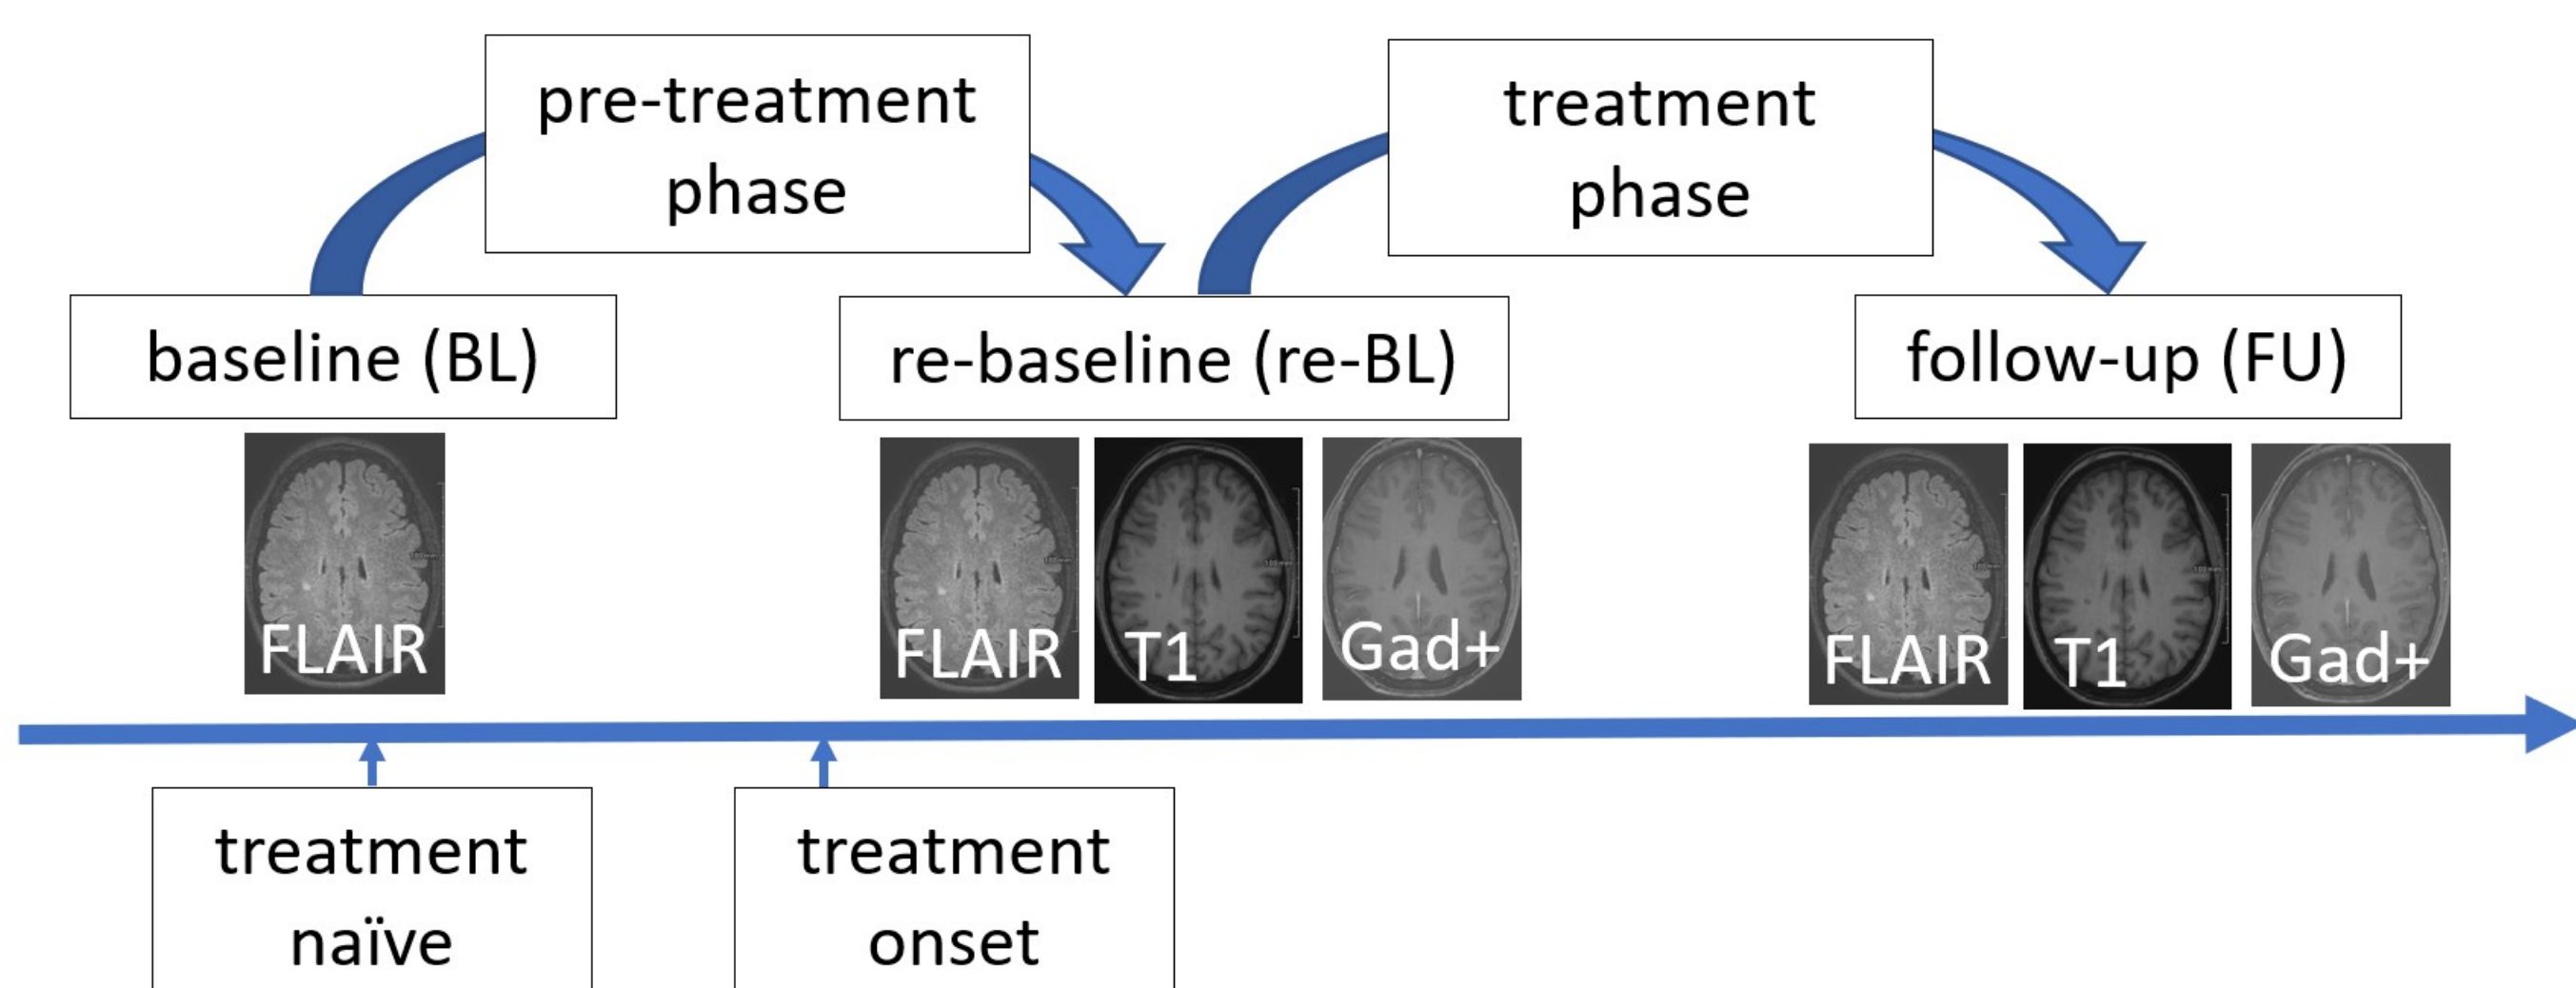 pre-treatment
phase
treatment
phase
baseline (BL)
re-baseline (re-BL)
follow-up (FU)
FLAIR
FLAIR
T1
Gad+
FLAIR
T1
Gad+
treatment
naïve
treatment
onset